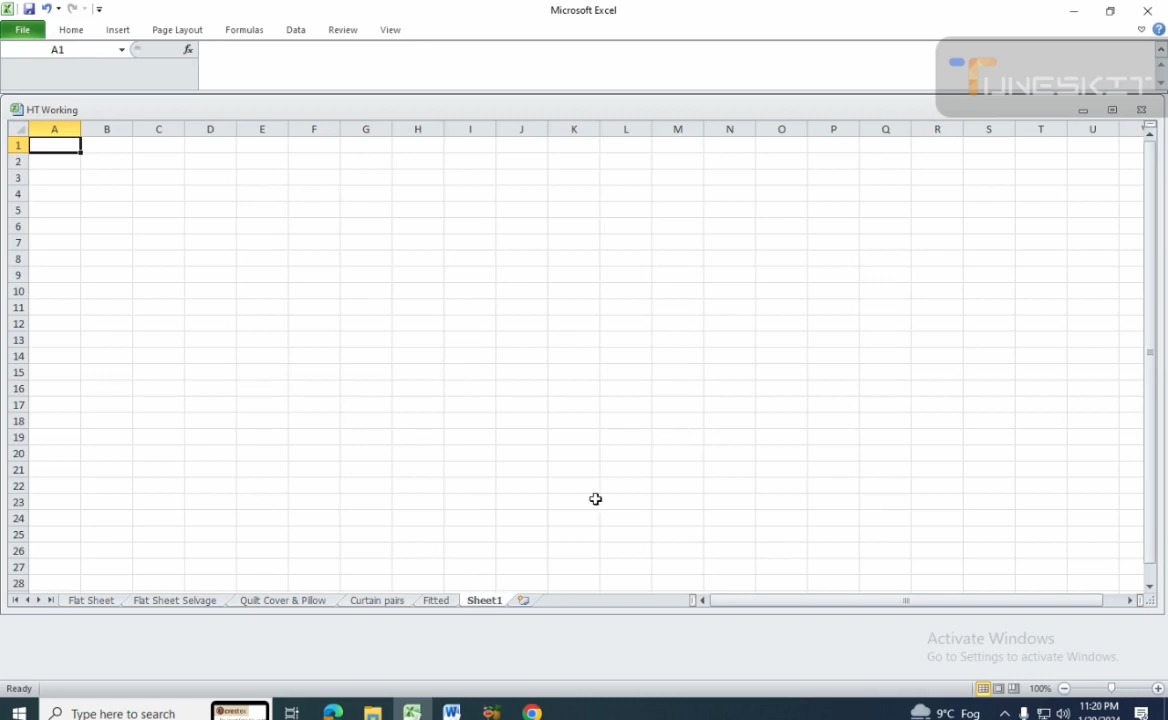 Microsoft Excel
File Home Insert Page Layout Formulas Data Review View
A1 fx
TUNESKIT
HT Working
A B C D E F G H I J K L M N O P Q R S T U
1
2
3
4
5
6
7
8
9
10
11
12
13
14
15
16
17
18
19
20
21
22
23
24
25
26
27
28
Flat Sheet Flat Sheet Selvage Quilt Cover & Pillow Curtain pairs Fitted Sheet1
Activate Windows
Go to Settings to activate Windows.
Ready 100%
Type here to search 9°C Fog 11:20 PM